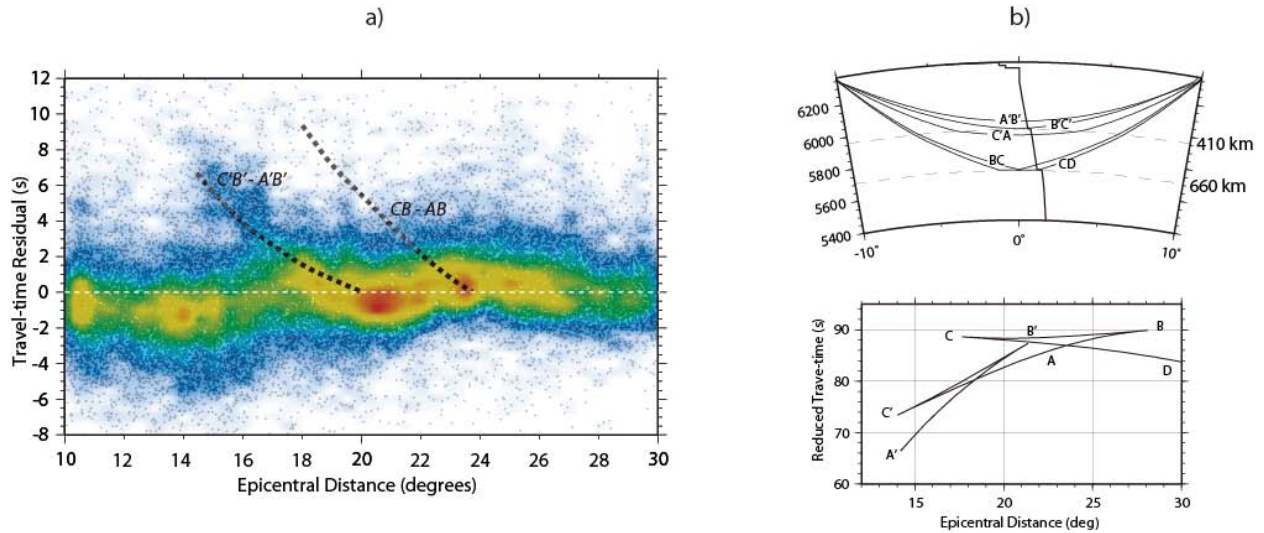 a)
12
10
8
6
4
2
0
-2
-4
-6
-8
Travel-time Residual (s)
C'B' - A'B'
CB - AB
10 12 14 16 18 20 22 24 26 28 30
Epicentral Distance (degrees)
b)
6200
6000
5800
5600
5400
A'B'
B'C'
C'A
BC
CD
410 km
660 km
-10°
0°
10°
90
80
70
60
Reduced Trave-time (s)
C
B'
B
A
D
C'
A'
15 20 25 30
Epicentral Distance (deg)